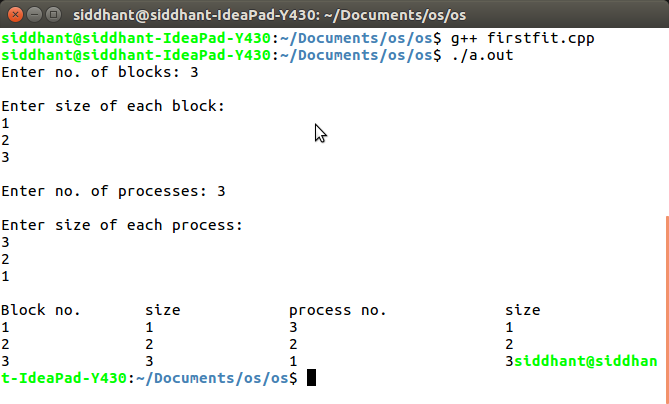 siddhant@siddhant-IdeaPad-Y430: ~/Documents/os/os
siddhant@siddhant-IdeaPad-Y430:~/Documents/os/os$ g++ firstfit.cpp
siddhant@siddhant-IdeaPad-Y430:~/Documents/os/os$ ./a.out
Enter no. of blocks: 3
Enter size of each block:
1
2
3
Enter no. of processes: 3
Enter size of each process:
3
2
1
Block no. size process no. size
1 1 3 1
2 2 2 2
3 3 1 3siddhant@siddhan
t-IdeaPad-Y430:~/Documents/os/os$